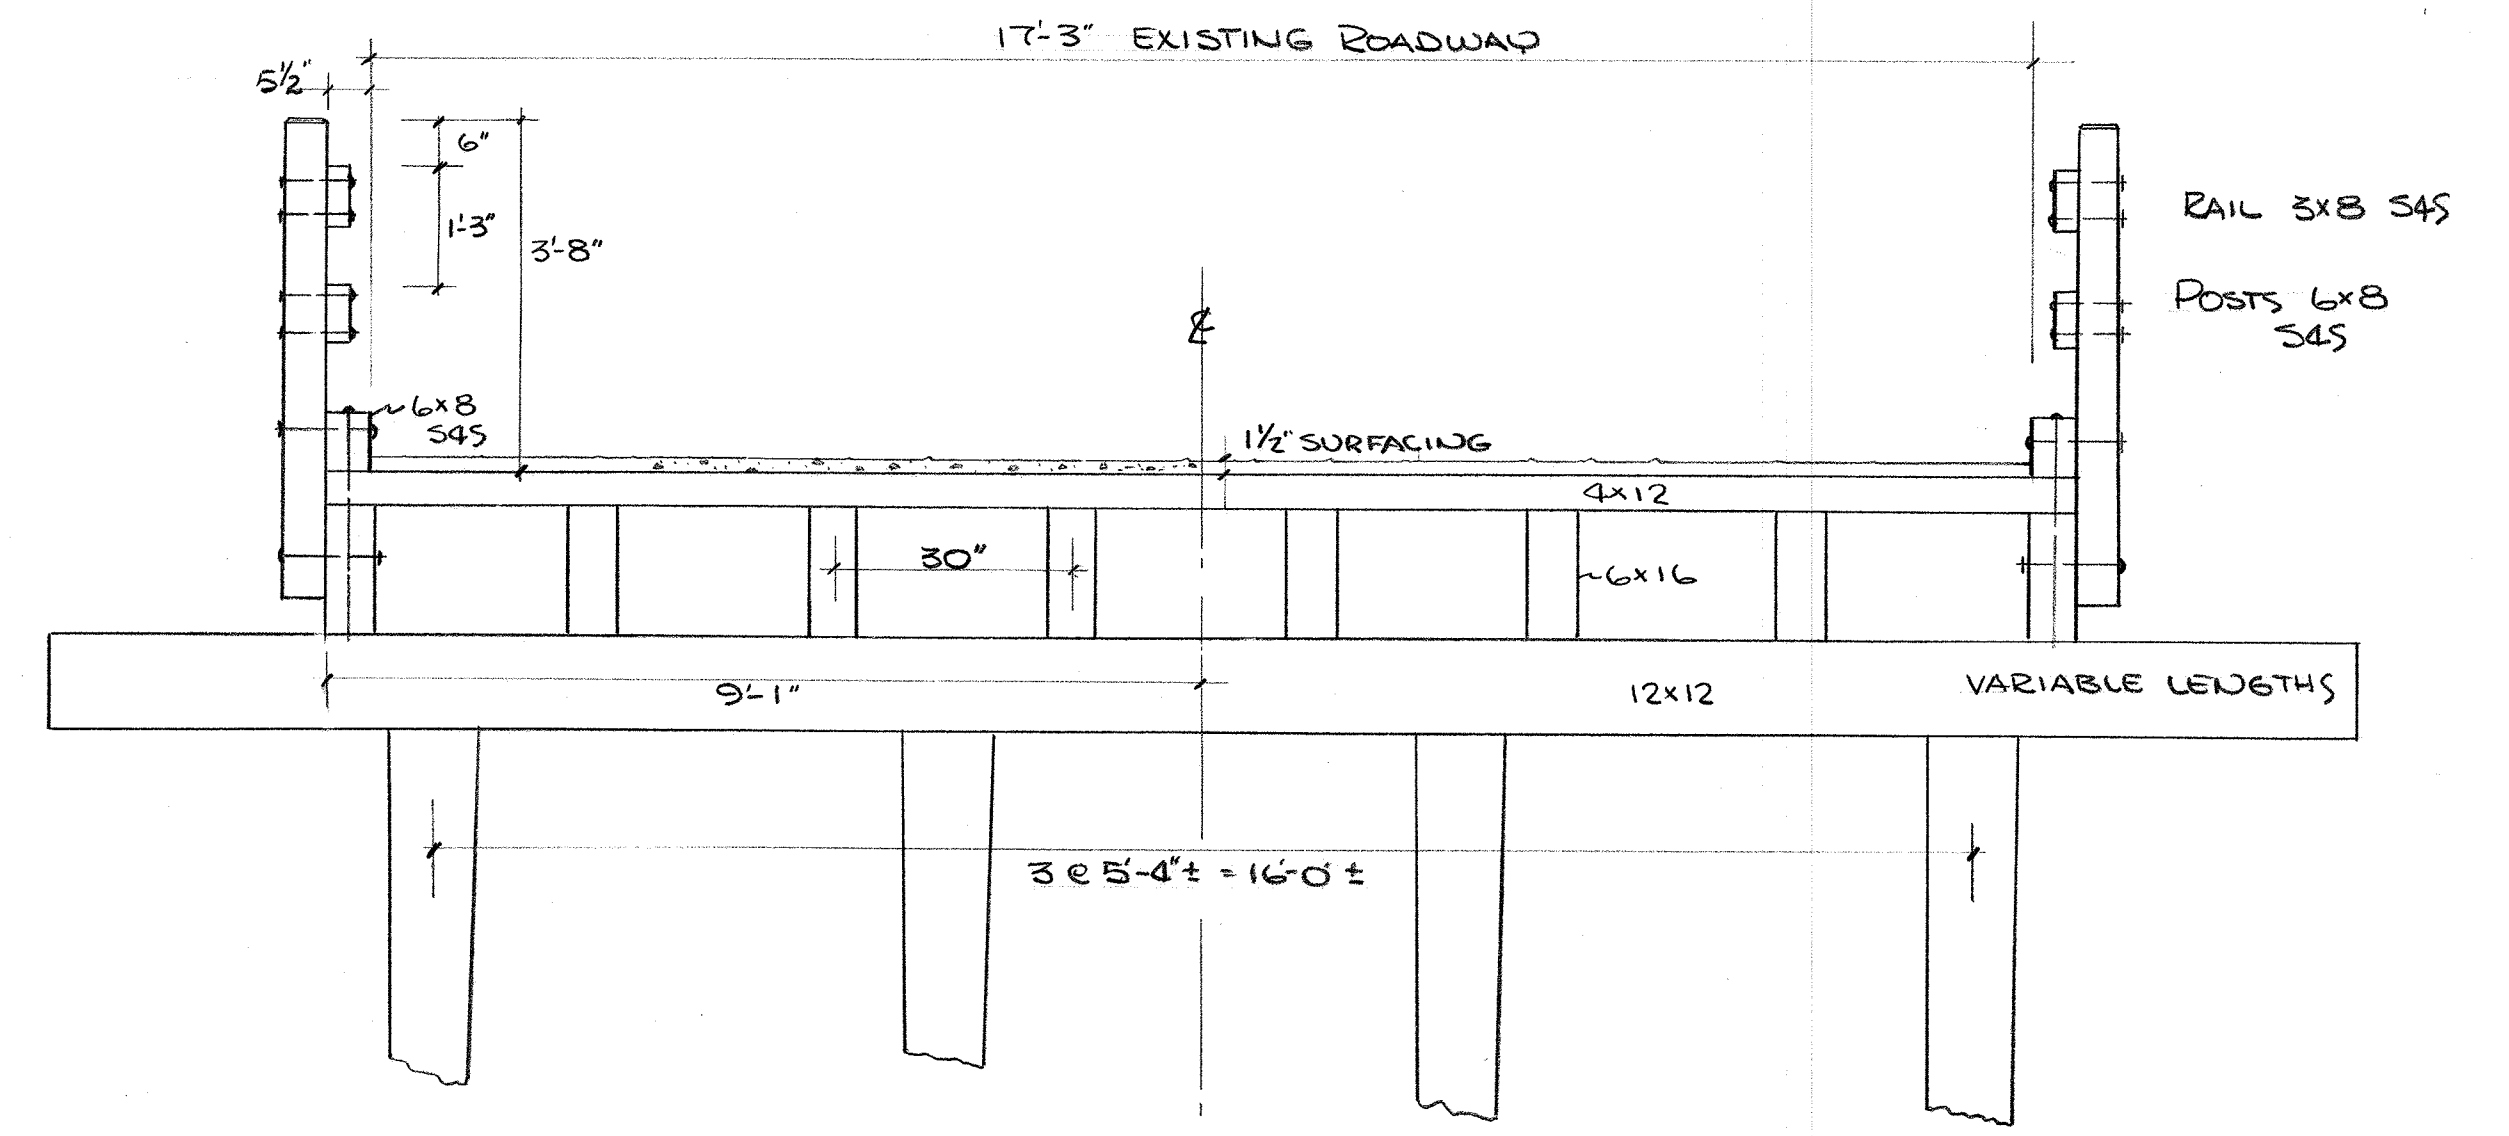 17'-3" EXISTING ROADWAY
5½"
6"
1'-3"
3'-8"
RAIL 3x8 S4S
POSTS 6x8
S4S
℄
6x8
S4S
1½" SURFACING
4x12
30"
6x16
9'-1"
12x12
VARIABLE LENGTHS
3 @ 5'-4"± = 16'-0' ±